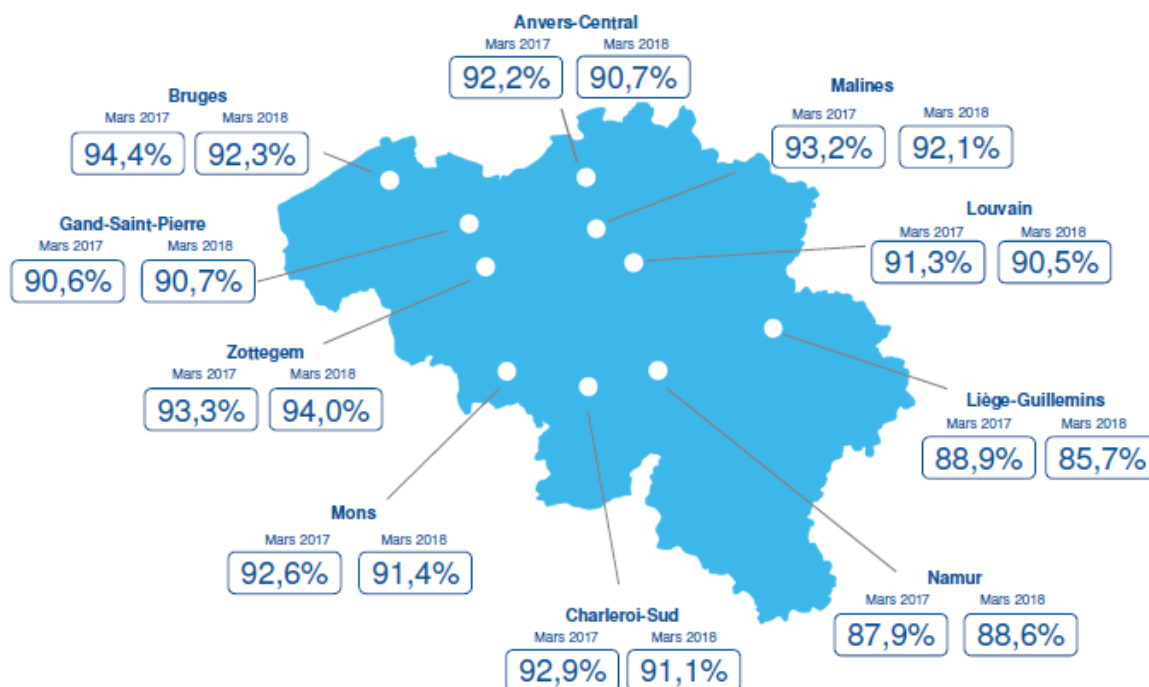 Anvers-Central
Mars 2017 Mars 2018
92,2% 90,7%
Bruges
Mars 2017 Mars 2018
94,4% 92,3%
Malines
Mars 2017 Mars 2018
93,2% 92,1%
Gand-Saint-Pierre
Mars 2017 Mars 2018
90,6% 90,7%
Louvain
Mars 2017 Mars 2018
91,3% 90,5%
Zottegem
Mars 2017 Mars 2018
93,3% 94,0%
Liège-Guillemins
Mars 2017 Mars 2018
88,9% 85,7%
Mons
Mars 2017 Mars 2018
92,6% 91,4%
Namur
Mars 2017 Mars 2018
87,9% 88,6%
Charleroi-Sud
Mars 2017 Mars 2018
92,9% 91,1%